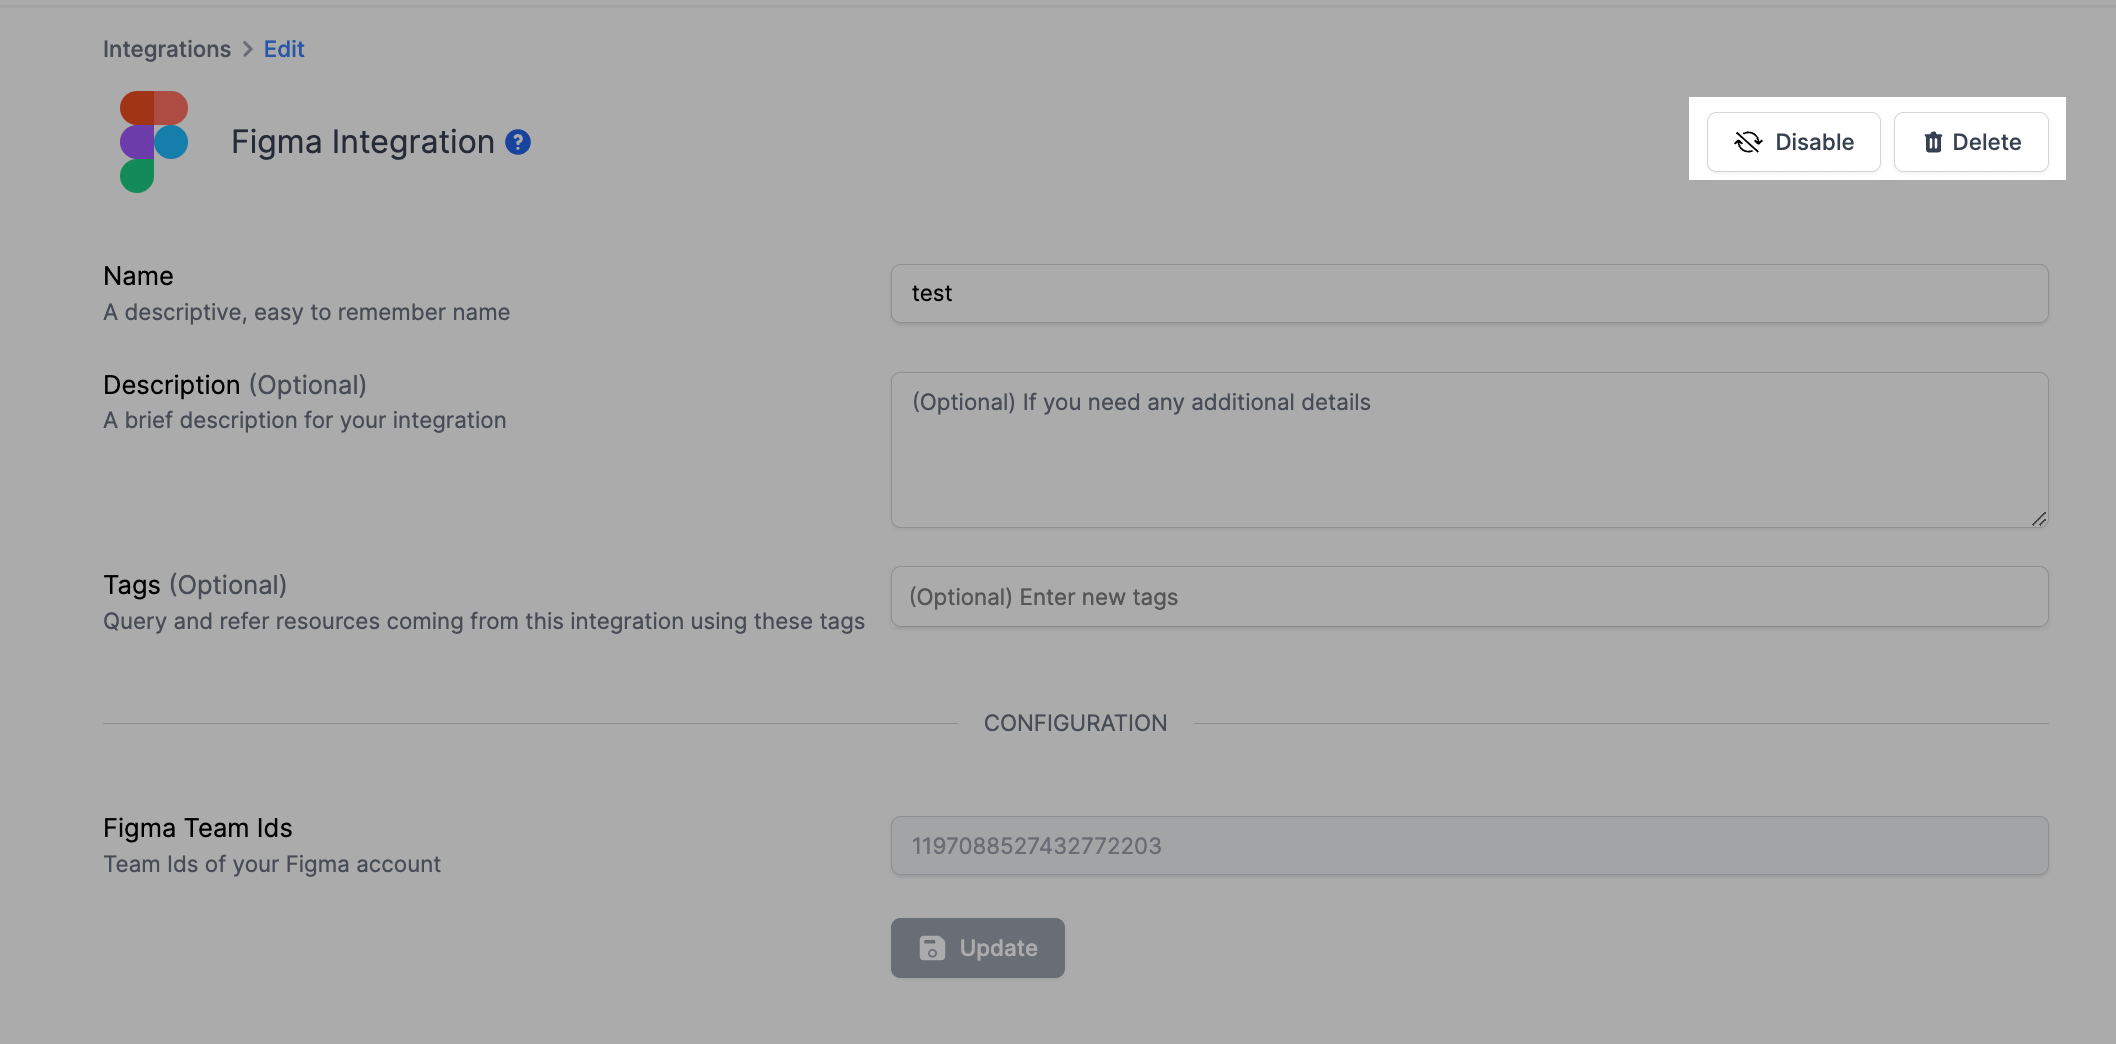 Integrations > Edit
Figma Integration ?
Disable
Delete
Name
A descriptive, easy to remember name
test
Description (Optional)
A brief description for your integration
(Optional) If you need any additional details
Tags (Optional)
Query and refer resources coming from this integration using these tags
(Optional) Enter new tags
CONFIGURATION
Figma Team Ids
Team Ids of your Figma account
1197088527432772203
Update